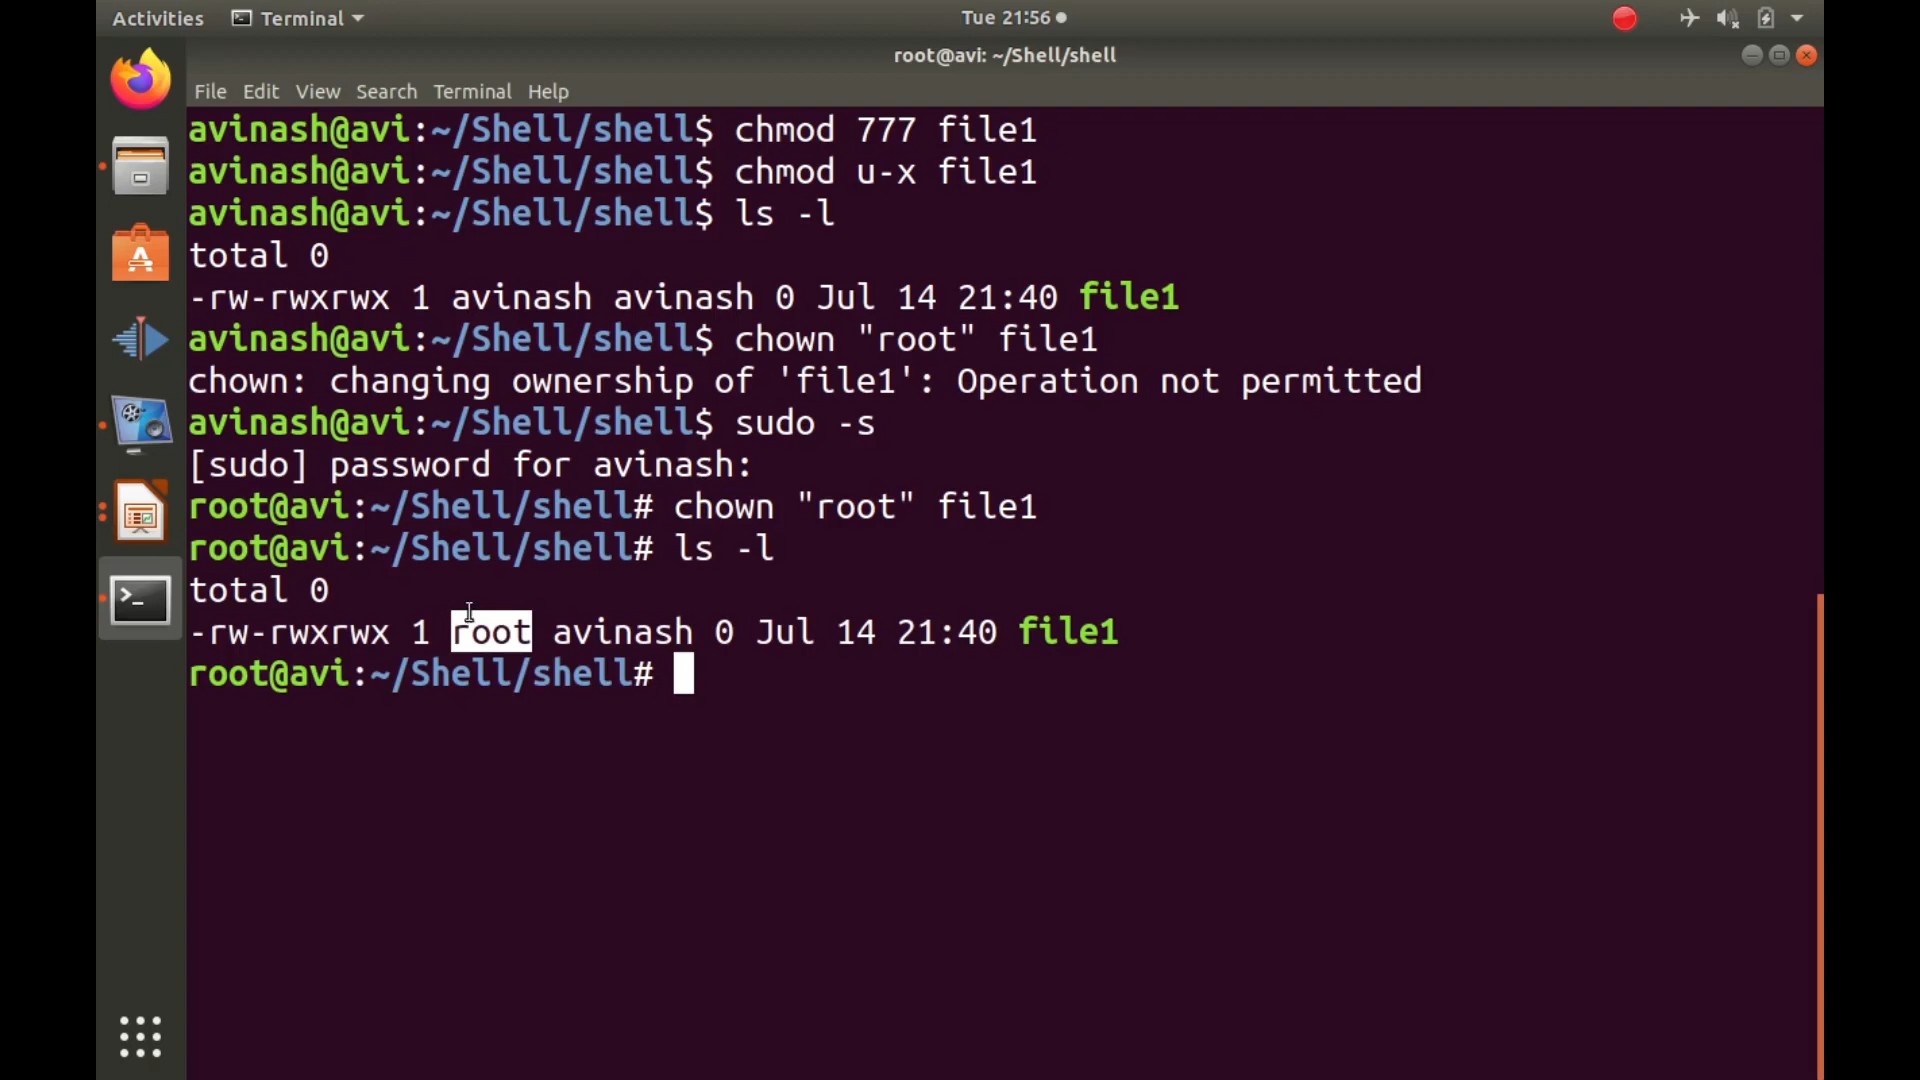 Activities Terminal Tue 21:56
root@avi: ~/Shell/shell
File Edit View Search Terminal Help
avinash@avi:~/Shell/shell$ chmod 777 file1
avinash@avi:~/Shell/shell$ chmod u-x file1
avinash@avi:~/Shell/shell$ ls -l
total 0
-rw-rwxrwx 1 avinash avinash 0 Jul 14 21:40 file1
avinash@avi:~/Shell/shell$ chown "root" file1
chown: changing ownership of 'file1': Operation not permitted
avinash@avi:~/Shell/shell$ sudo -s
[sudo] password for avinash:
root@avi:~/Shell/shell# chown "root" file1
root@avi:~/Shell/shell# ls -l
total 0
-rw-rwxrwx 1 root avinash 0 Jul 14 21:40 file1
root@avi:~/Shell/shell#